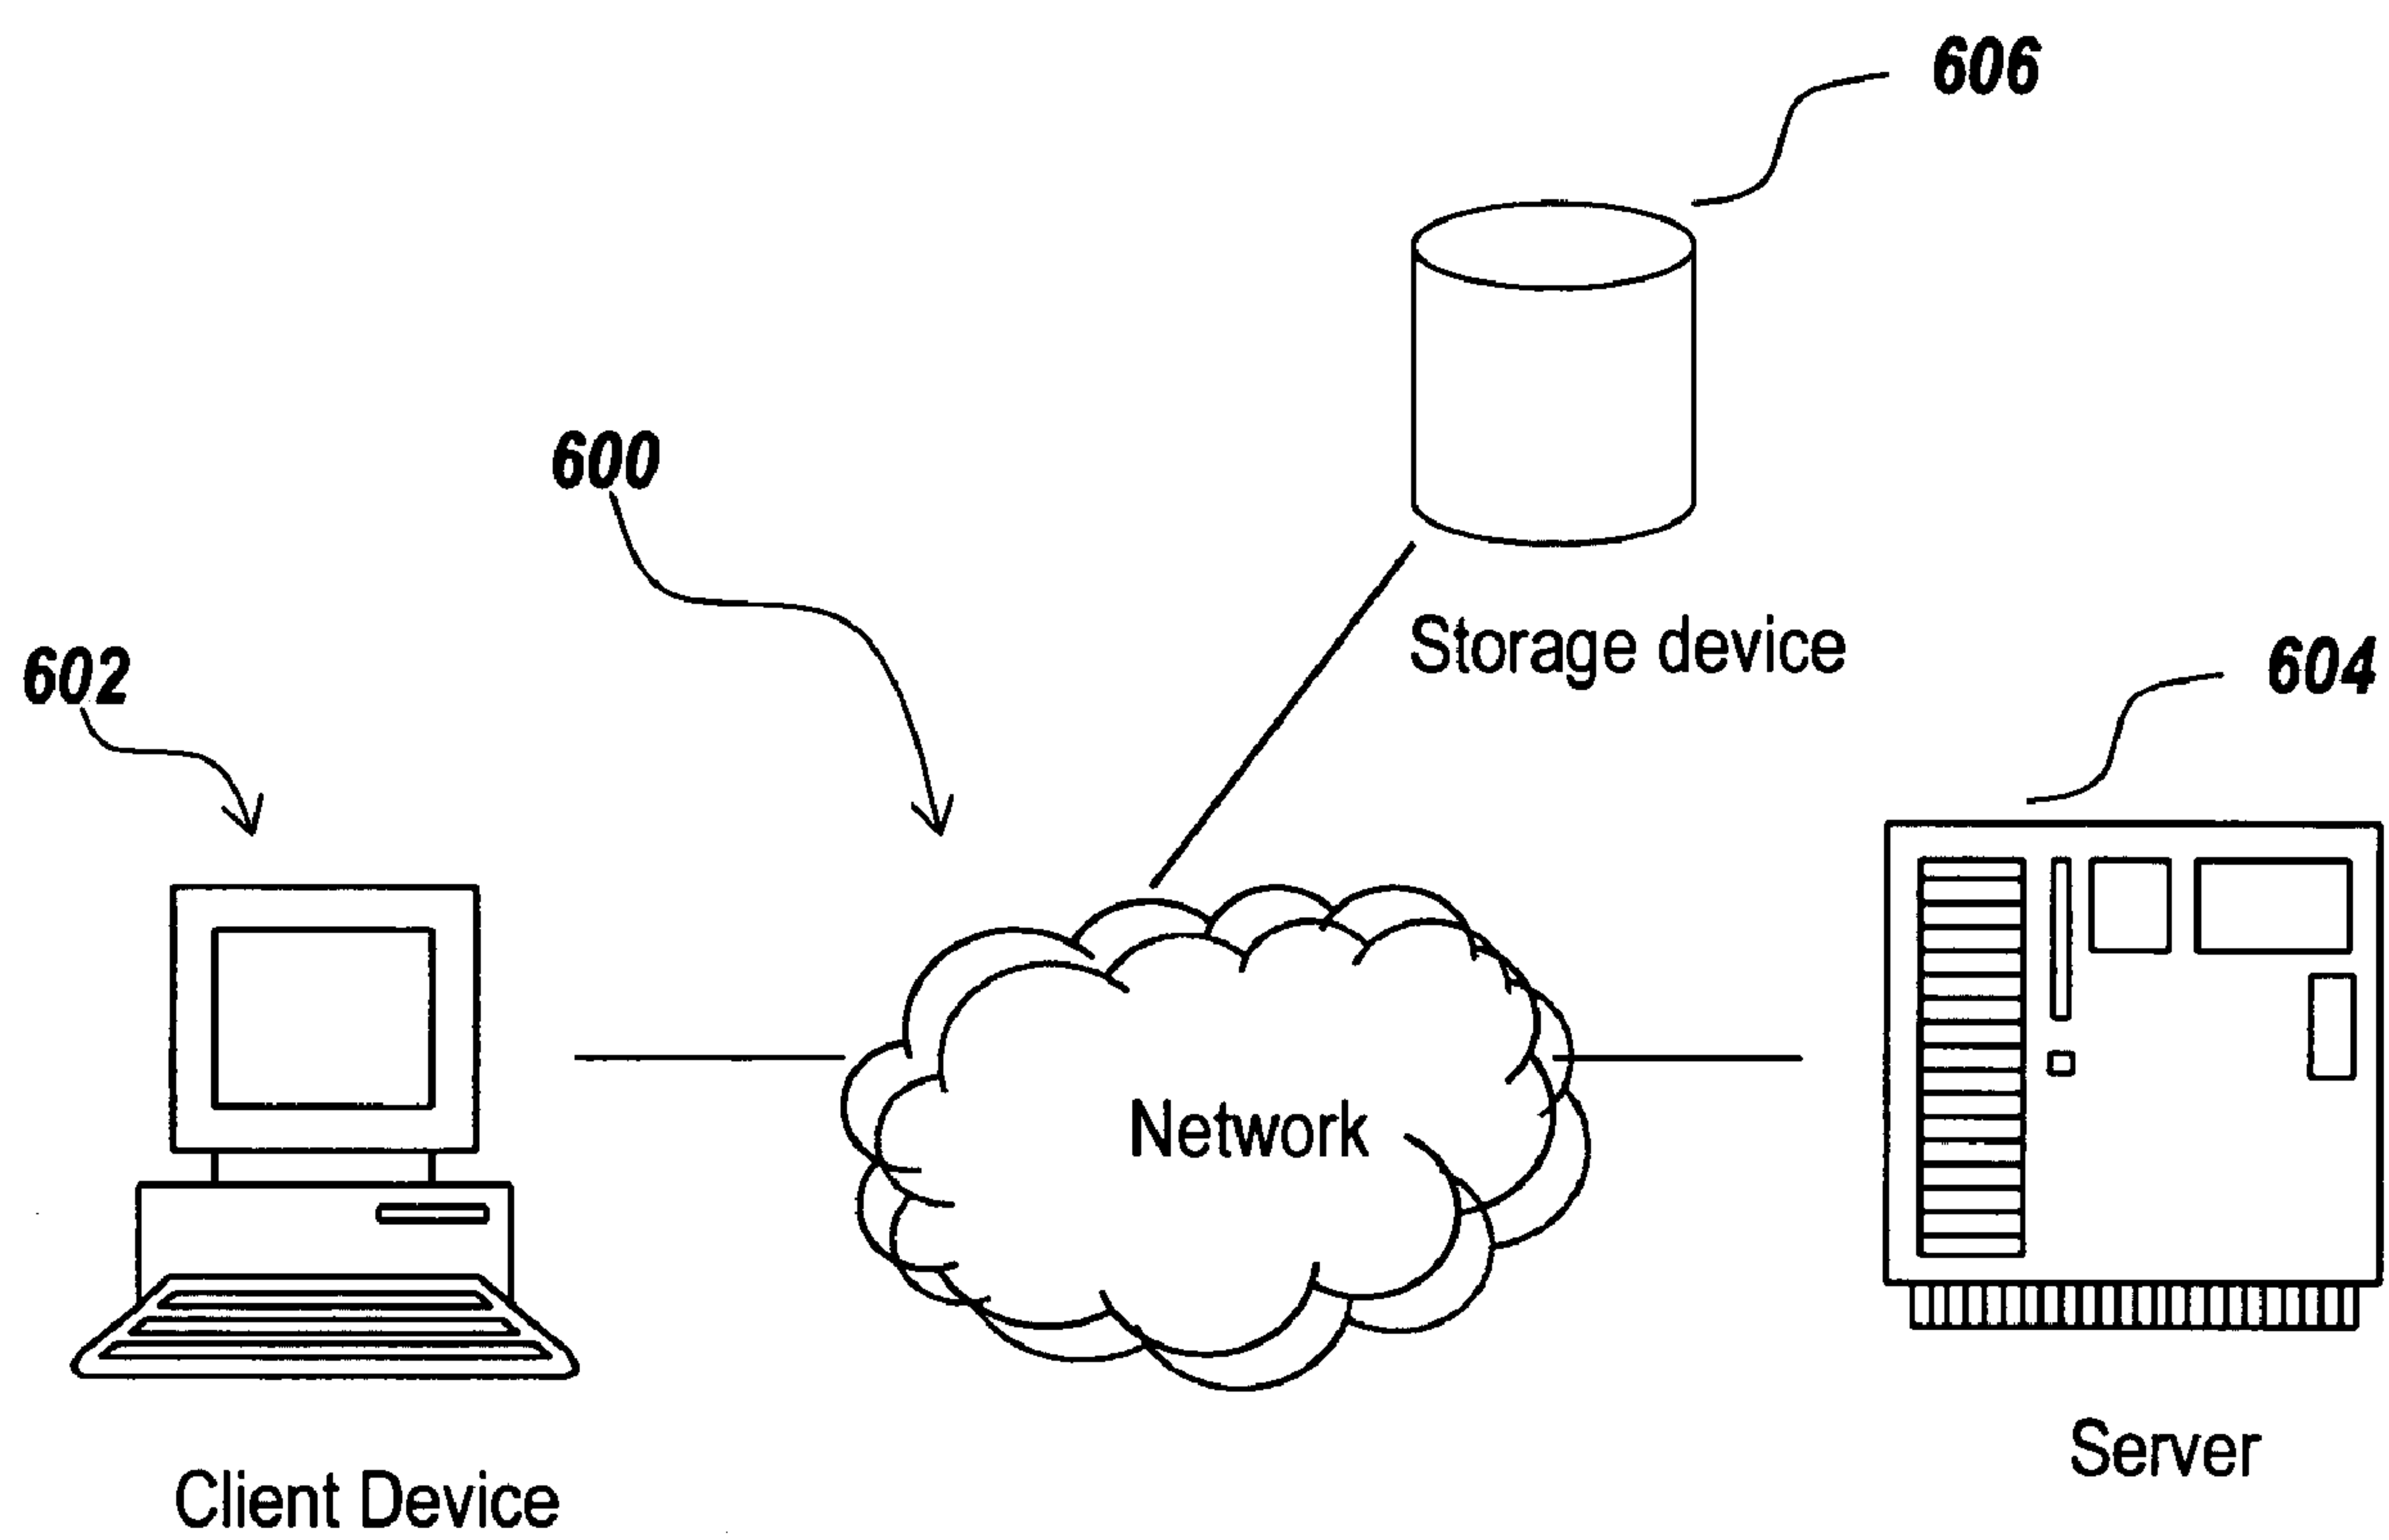 606
600
Storage device
602
604
Network
Server
Client Device